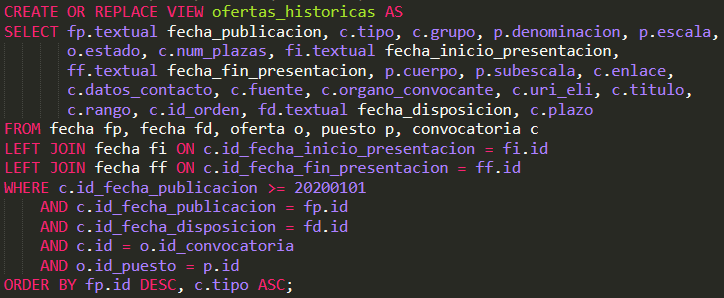 CREATE OR REPLACE VIEW ofertas_historicas AS
SELECT fp.textual fecha_publicacion, c.tipo, c.grupo, p.denominacion, p.escala,
o.estado, c.num_plazas, fi.textual fecha_inicio_presentacion,
ff.textual fecha_fin_presentacion, p.cuerpo, p.subescala, c.enlace,
c.datos_contacto, c.fuente, c.organo_convocante, c.uri_eli, c.titulo,
c.rango, c.id_orden, fd.textual fecha_disposicion, c.plazo
FROM fecha fp, fecha fd, oferta o, puesto p, convocatoria c
LEFT JOIN fecha fi ON c.id_fecha_inicio_presentacion = fi.id
LEFT JOIN fecha ff ON c.id_fecha_fin_presentacion = ff.id
WHERE c.id_fecha_publicacion >= 20200101
AND c.id_fecha_publicacion = fp.id
AND c.id_fecha_disposicion = fd.id
AND c.id = o.id_convocatoria
AND o.id_puesto = p.id
ORDER BY fp.id DESC, c.tipo ASC;